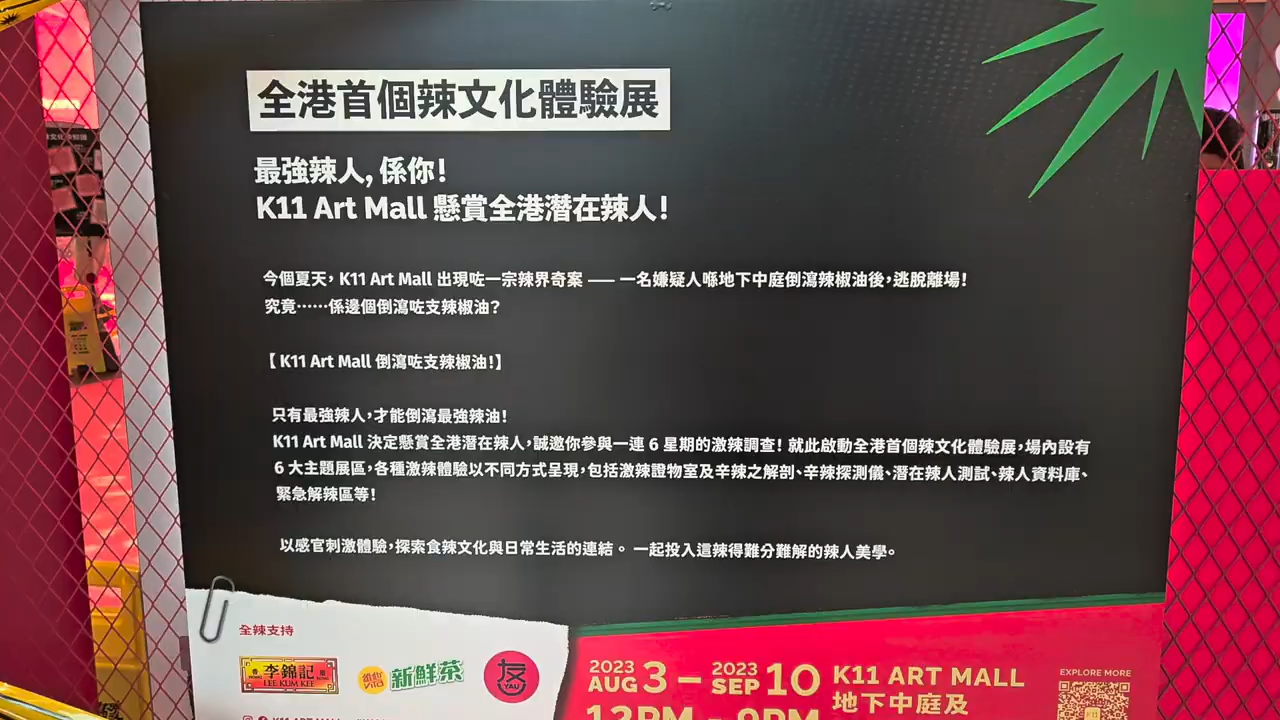 全港首個辣文化體驗展
最強辣人, 係你!
K11 Art Mall 懸賞全港潛在辣人!
今個夏天, K11 Art Mall 出現咗一宗辣界奇案 —— 一名嫌疑人喺地下中庭倒瀉辣椒油後,逃脫離場!
究竟……係邊個倒瀉咗支辣椒油?
【 K11 Art Mall 倒瀉咗支辣椒油!】
只有最強辣人,才能倒瀉最強辣油!
K11 Art Mall 決定懸賞全港潛在辣人,誠邀你參與一連 6 星期的激辣調查! 就此啟動全港首個辣文化體驗展,場內設有
6 大主題展區,各種激辣體驗以不同方式呈現,包括激辣證物室及辛辣之解剖、辛辣探測儀、潛在辣人測試、辣人資料庫、
緊急解辣區等!
以感官刺激體驗,探索食辣文化與日常生活的連結。 一起投入這辣得難分難解的辣人美學。
全辣支持
李錦記
LEE KUM KEE
新鮮茶
友
YAU
2023
AUG 3 – 2023
SEP 10
12PM - 9PM
K11 ART MALL
地下中庭及
EXPLORE MORE